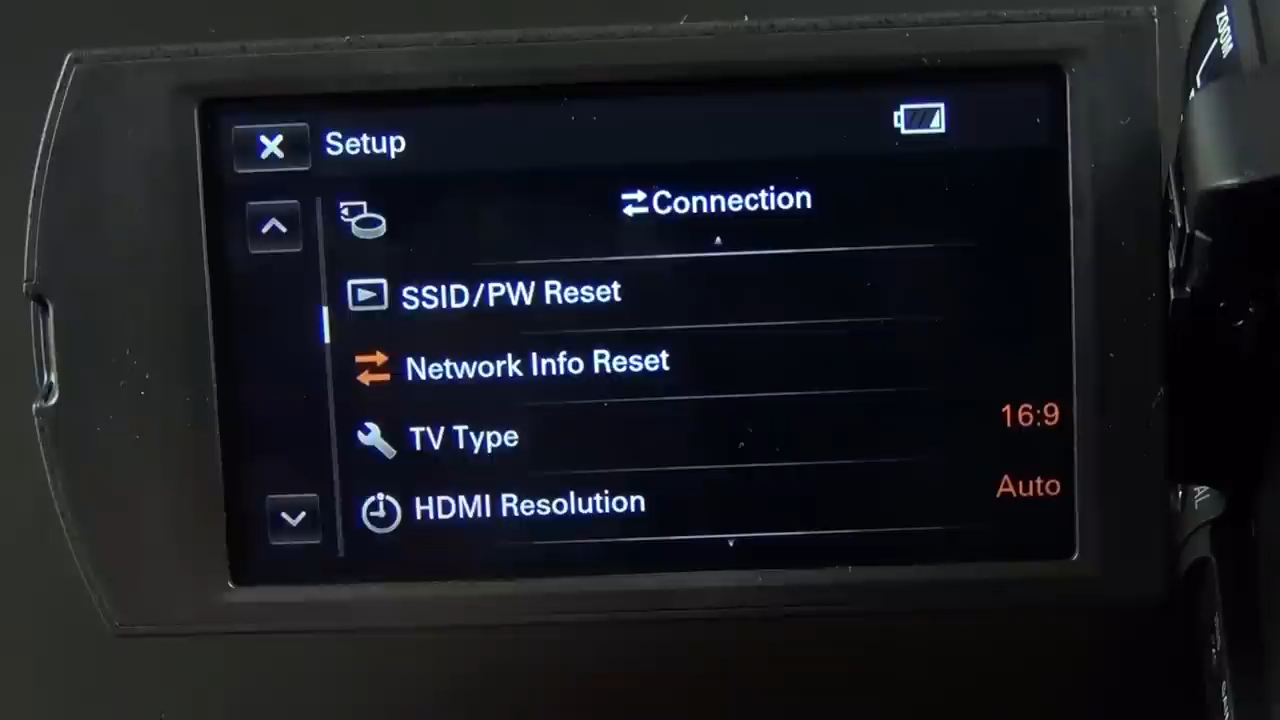 ZOOM
Setup
Connection
SSID/PW Reset
Network Info Reset
TV Type
16:9
HDMI Resolution
Auto